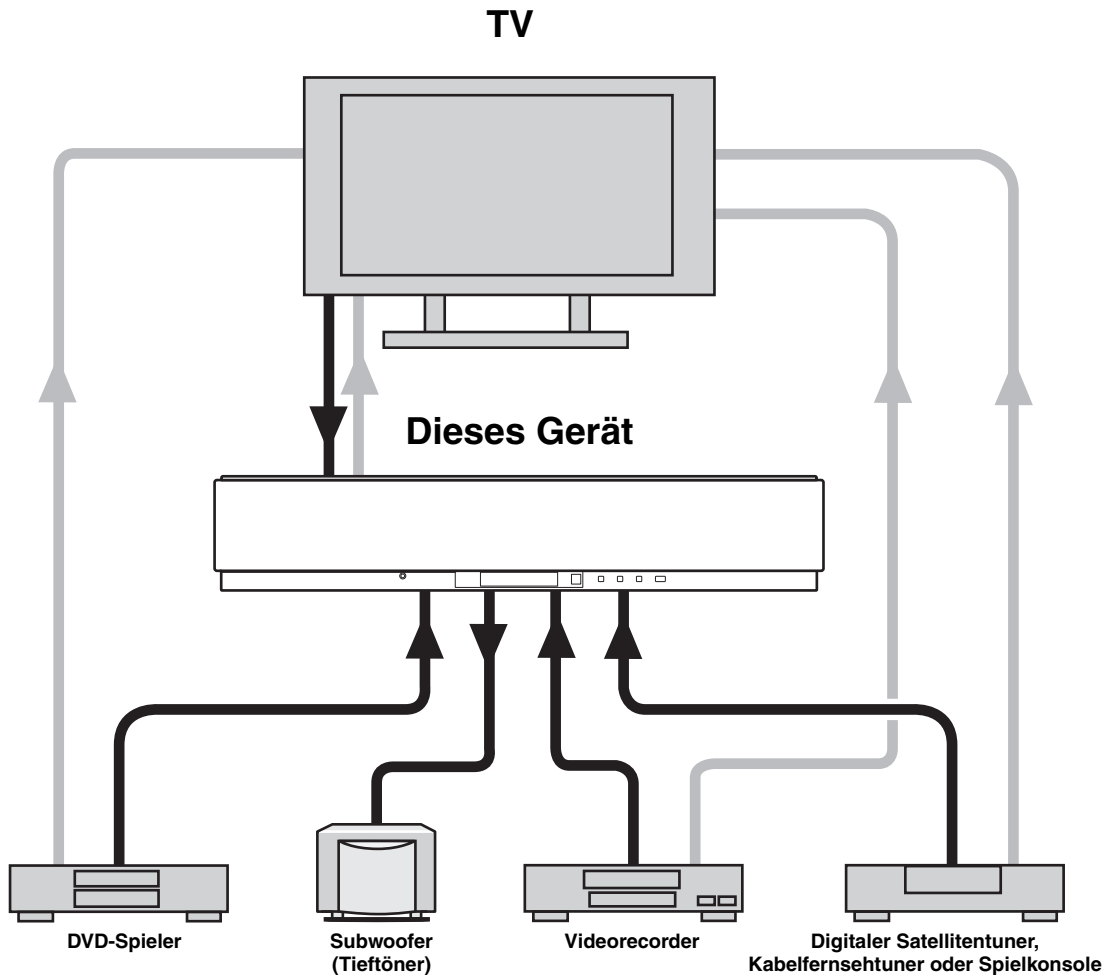 TV
Dieses Gerät
DVD-Spieler
Subwoofer
(Tieftöner)
Videorecorder
Digitaler Satellitentuner,
Kabelfernsehtuner oder Spielkonsole